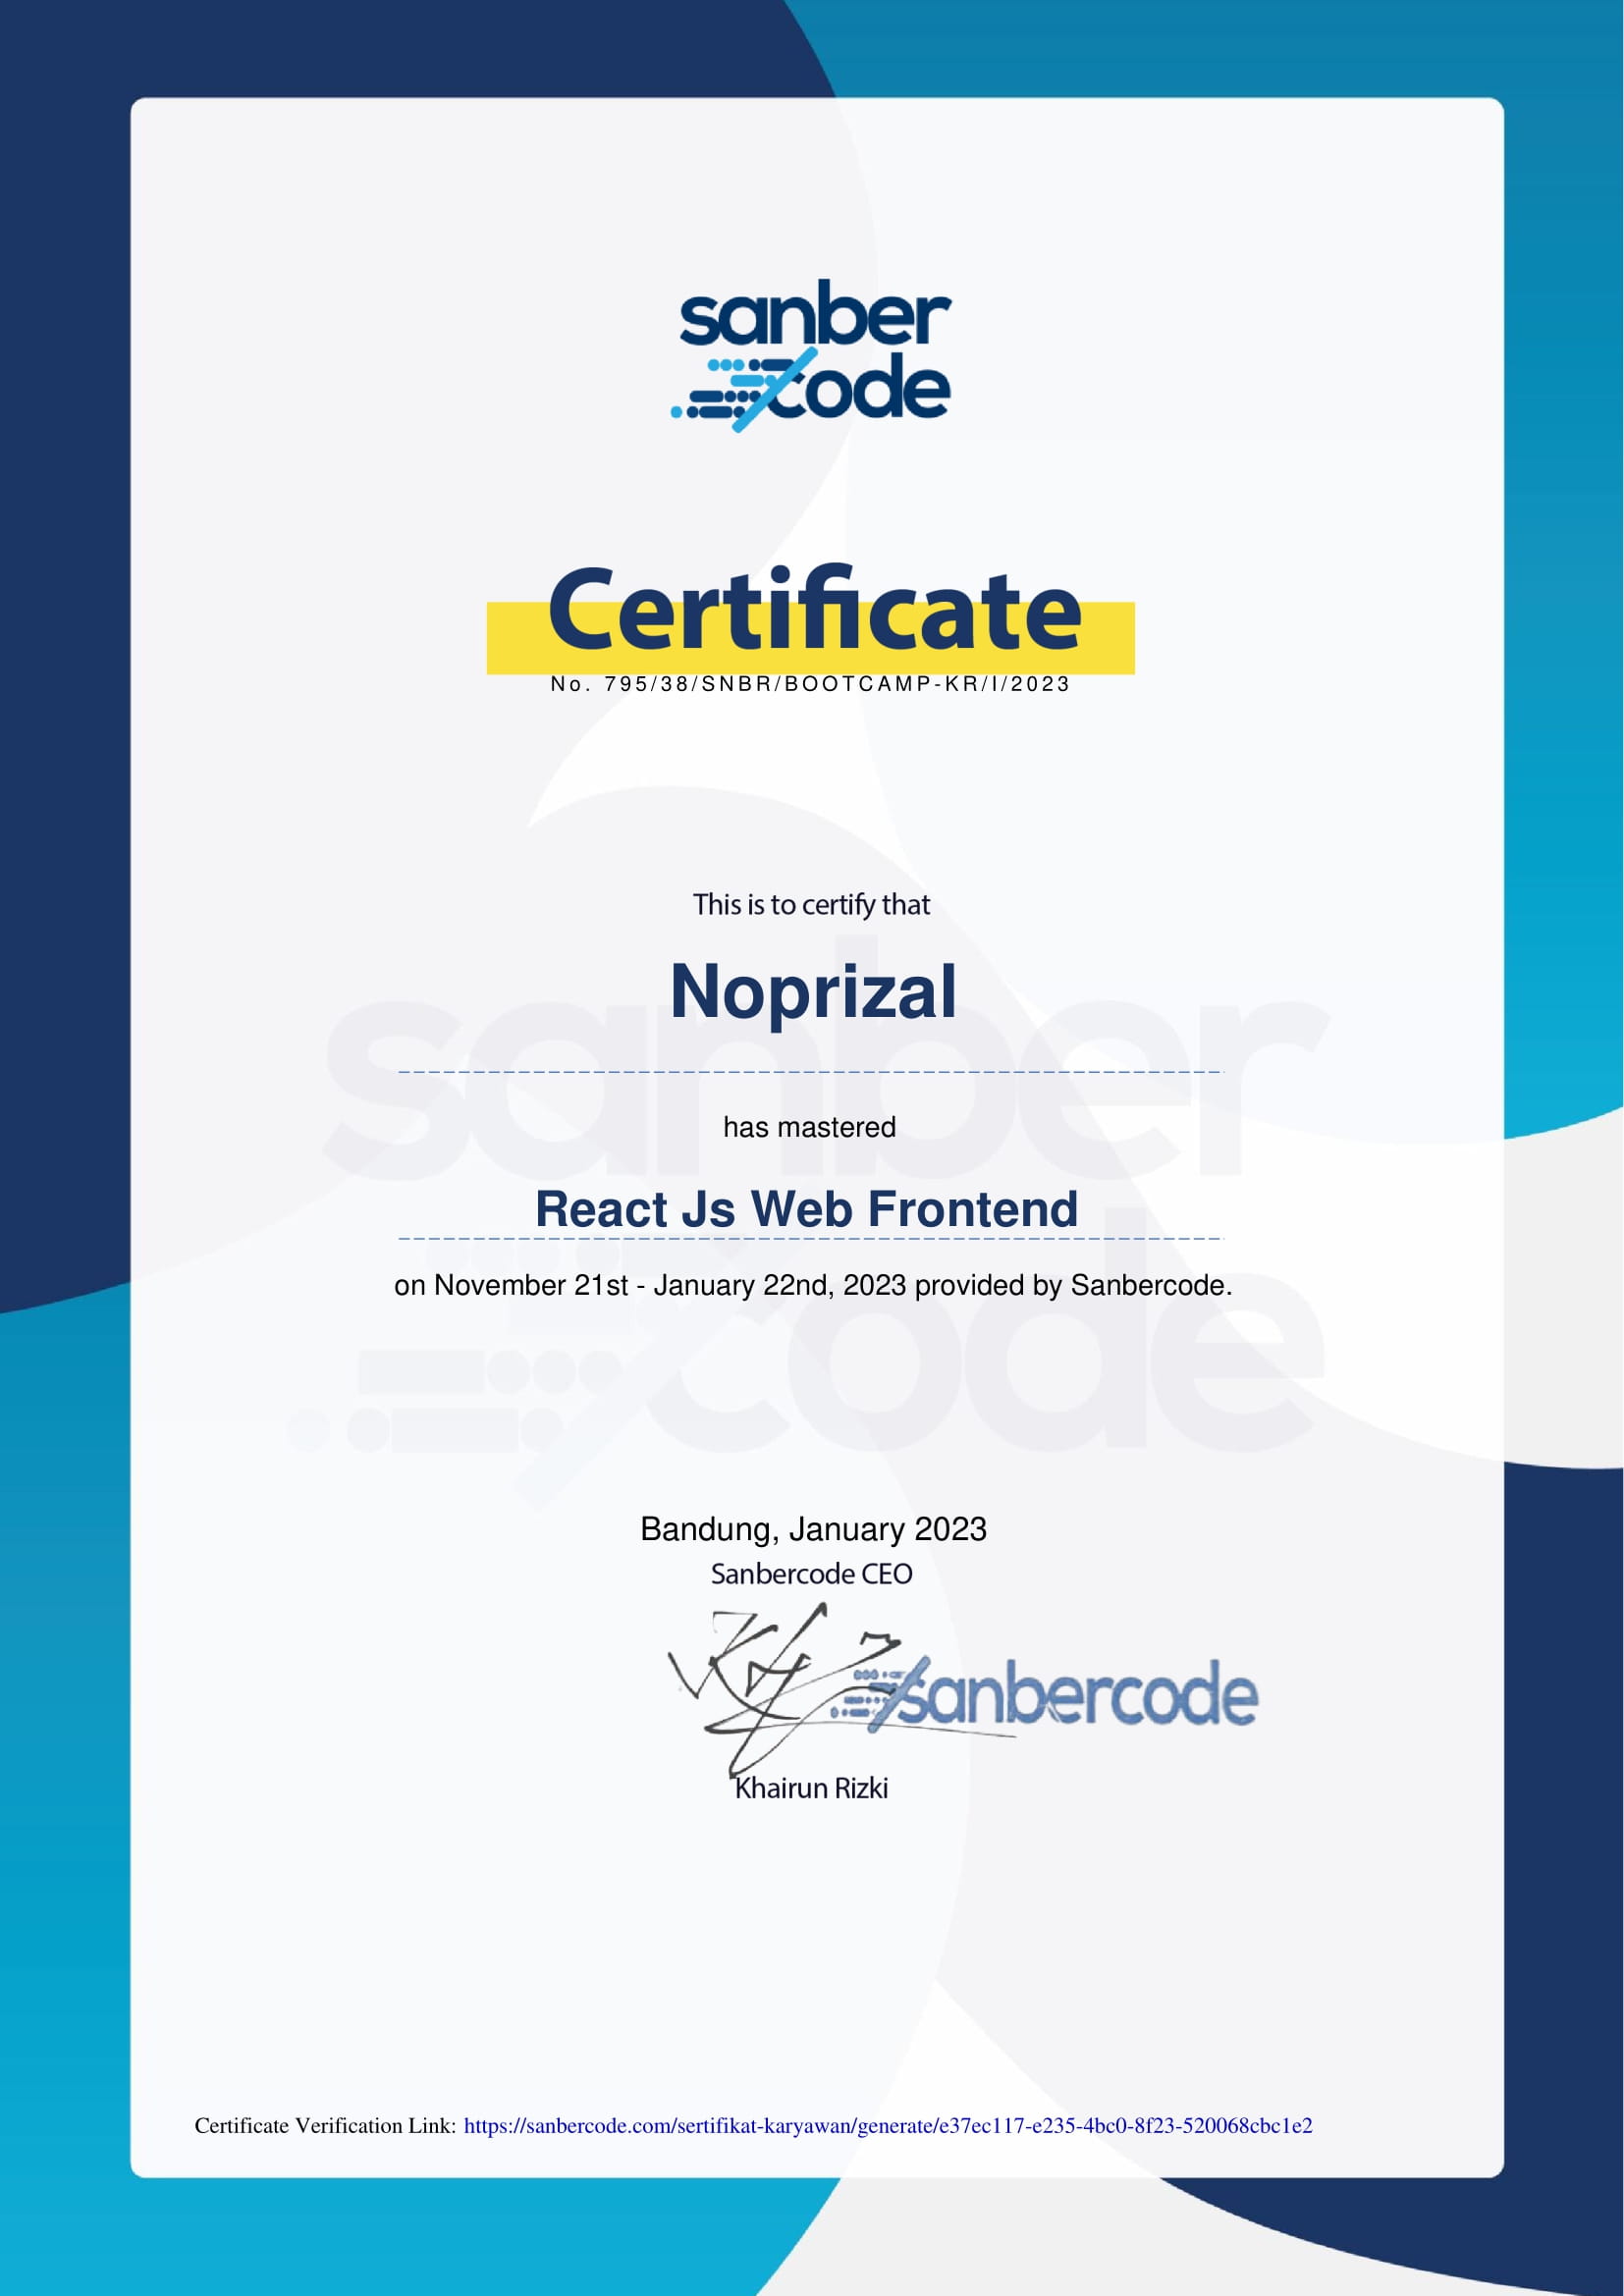 sanber
code
Certificate
No. 795/38/SNBR/BOOTCAMP-KR/I/2023
This is to certify that
Noprizal
has mastered
React Js Web Frontend
on November 21st - January 22nd, 2023 provided by Sanbercode.
sanber
code
Bandung, January 2023
Sanbercode CEO
sanbercode
Khairun Rizki
Certificate Verification Link: https://sanbercode.com/sertifikat-karyawan/generate/e37ec117-e235-4bc0-8f23-520068cbc1e2